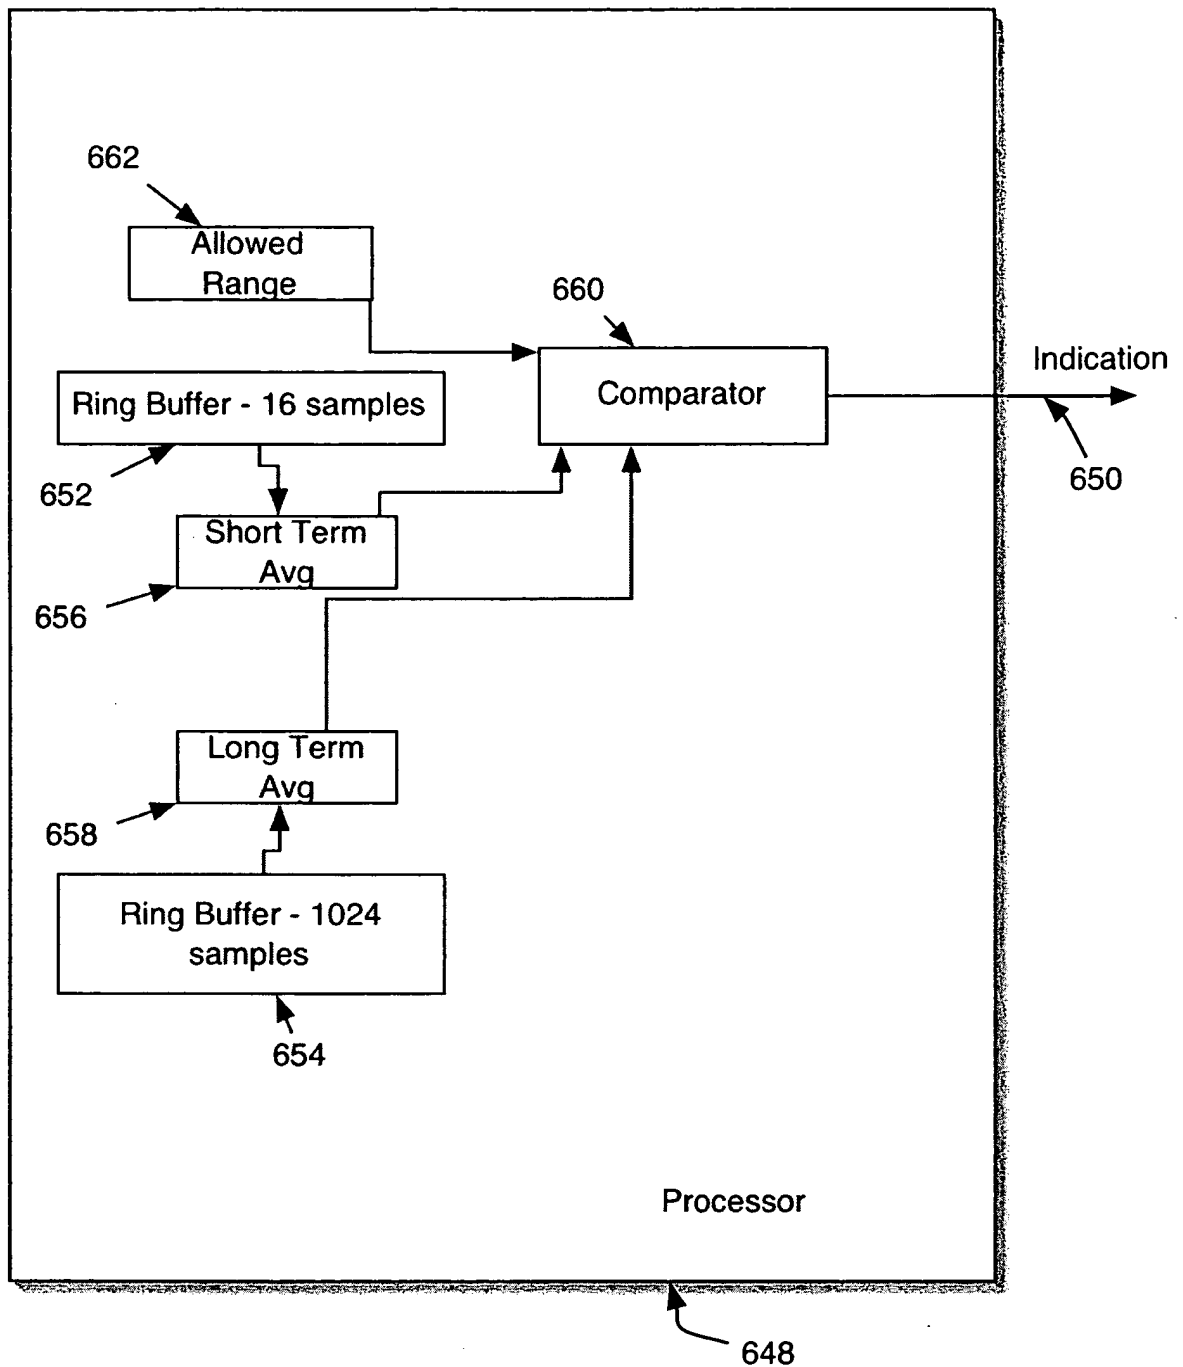 662
Allowed
Range
660
Indication
Comparator
Ring Buffer - 16 samples
650
652
Short Term
Avg
656
Long Term
Avg
658
Ring Buffer - 1024
samples
654
Processor
648